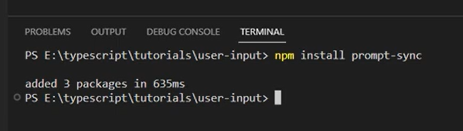 PROBLEMS OUTPUT DEBUG CONSOLE TERMINAL
PS E:\typescript\tutorials\user-input> npm install prompt-sync
added 3 packages in 635ms
PS E:\typescript\tutorials\user-input>